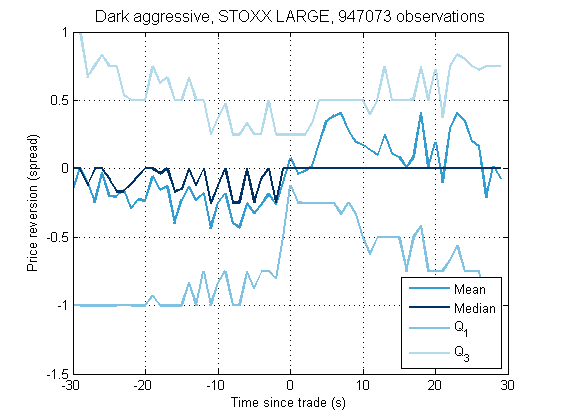 Dark aggressive, STOXX LARGE, 947073 observations
1
0.5
0
-0.5
-1
-1.5
Price reversion (spread)
-30
-20
-10
0
10
20
30
Time since trade (s)
Mean
Median
Q1
Q3